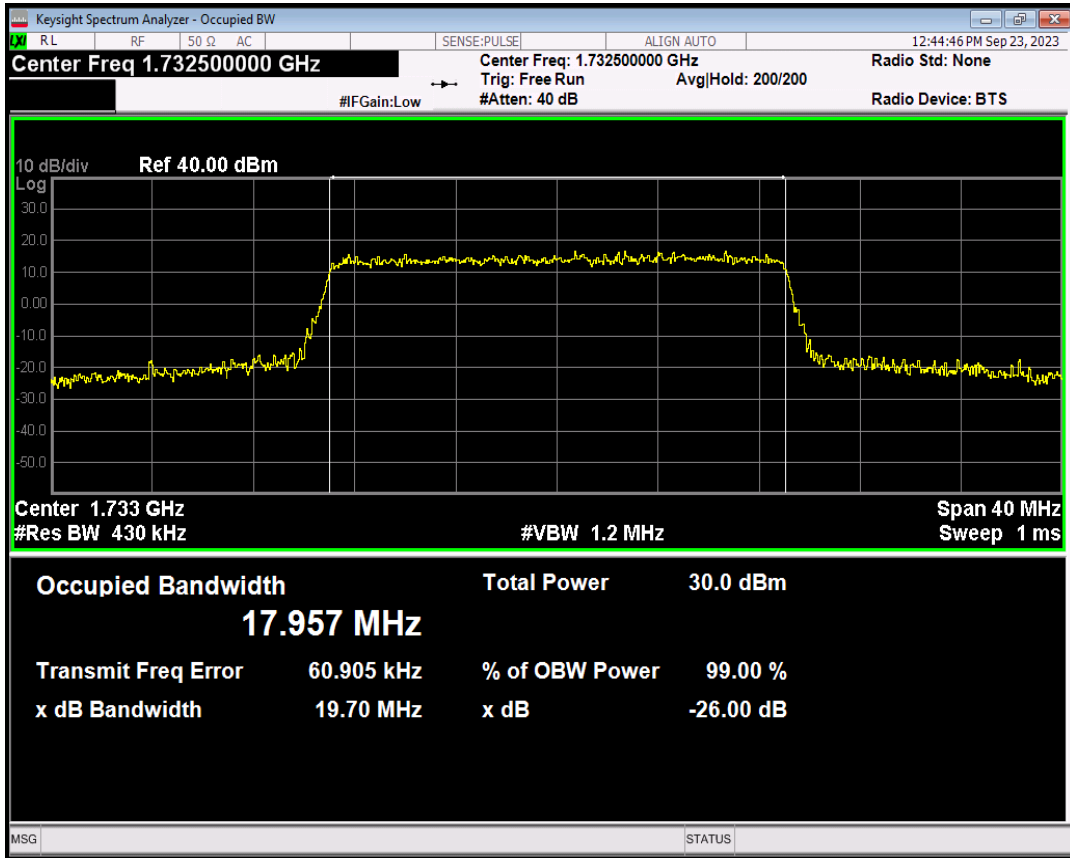 Keysight Spectrum Analyzer - Occupied BW
LXI RL RF 50 Ω AC SENSE:PULSE ALIGN AUTO 12:44:46 PM Sep 23, 2023
Center Freq 1.732500000 GHz Center Freq: 1.732500000 GHz Radio Std: None
Trig: Free Run Avg|Hold: 200/200
#IFGain:Low #Atten: 40 dB Radio Device: BTS
10 dB/div Ref 40.00 dBm
Log
30.0
20.0
10.0
0.00
-10.0
-20.0
-30.0
-40.0
-50.0
Center 1.733 GHz Span 40 MHz
#Res BW 430 kHz #VBW 1.2 MHz Sweep 1 ms
Occupied Bandwidth Total Power 30.0 dBm
17.957 MHz
Transmit Freq Error 60.905 kHz % of OBW Power 99.00 %
x dB Bandwidth 19.70 MHz x dB -26.00 dB
MSG STATUS